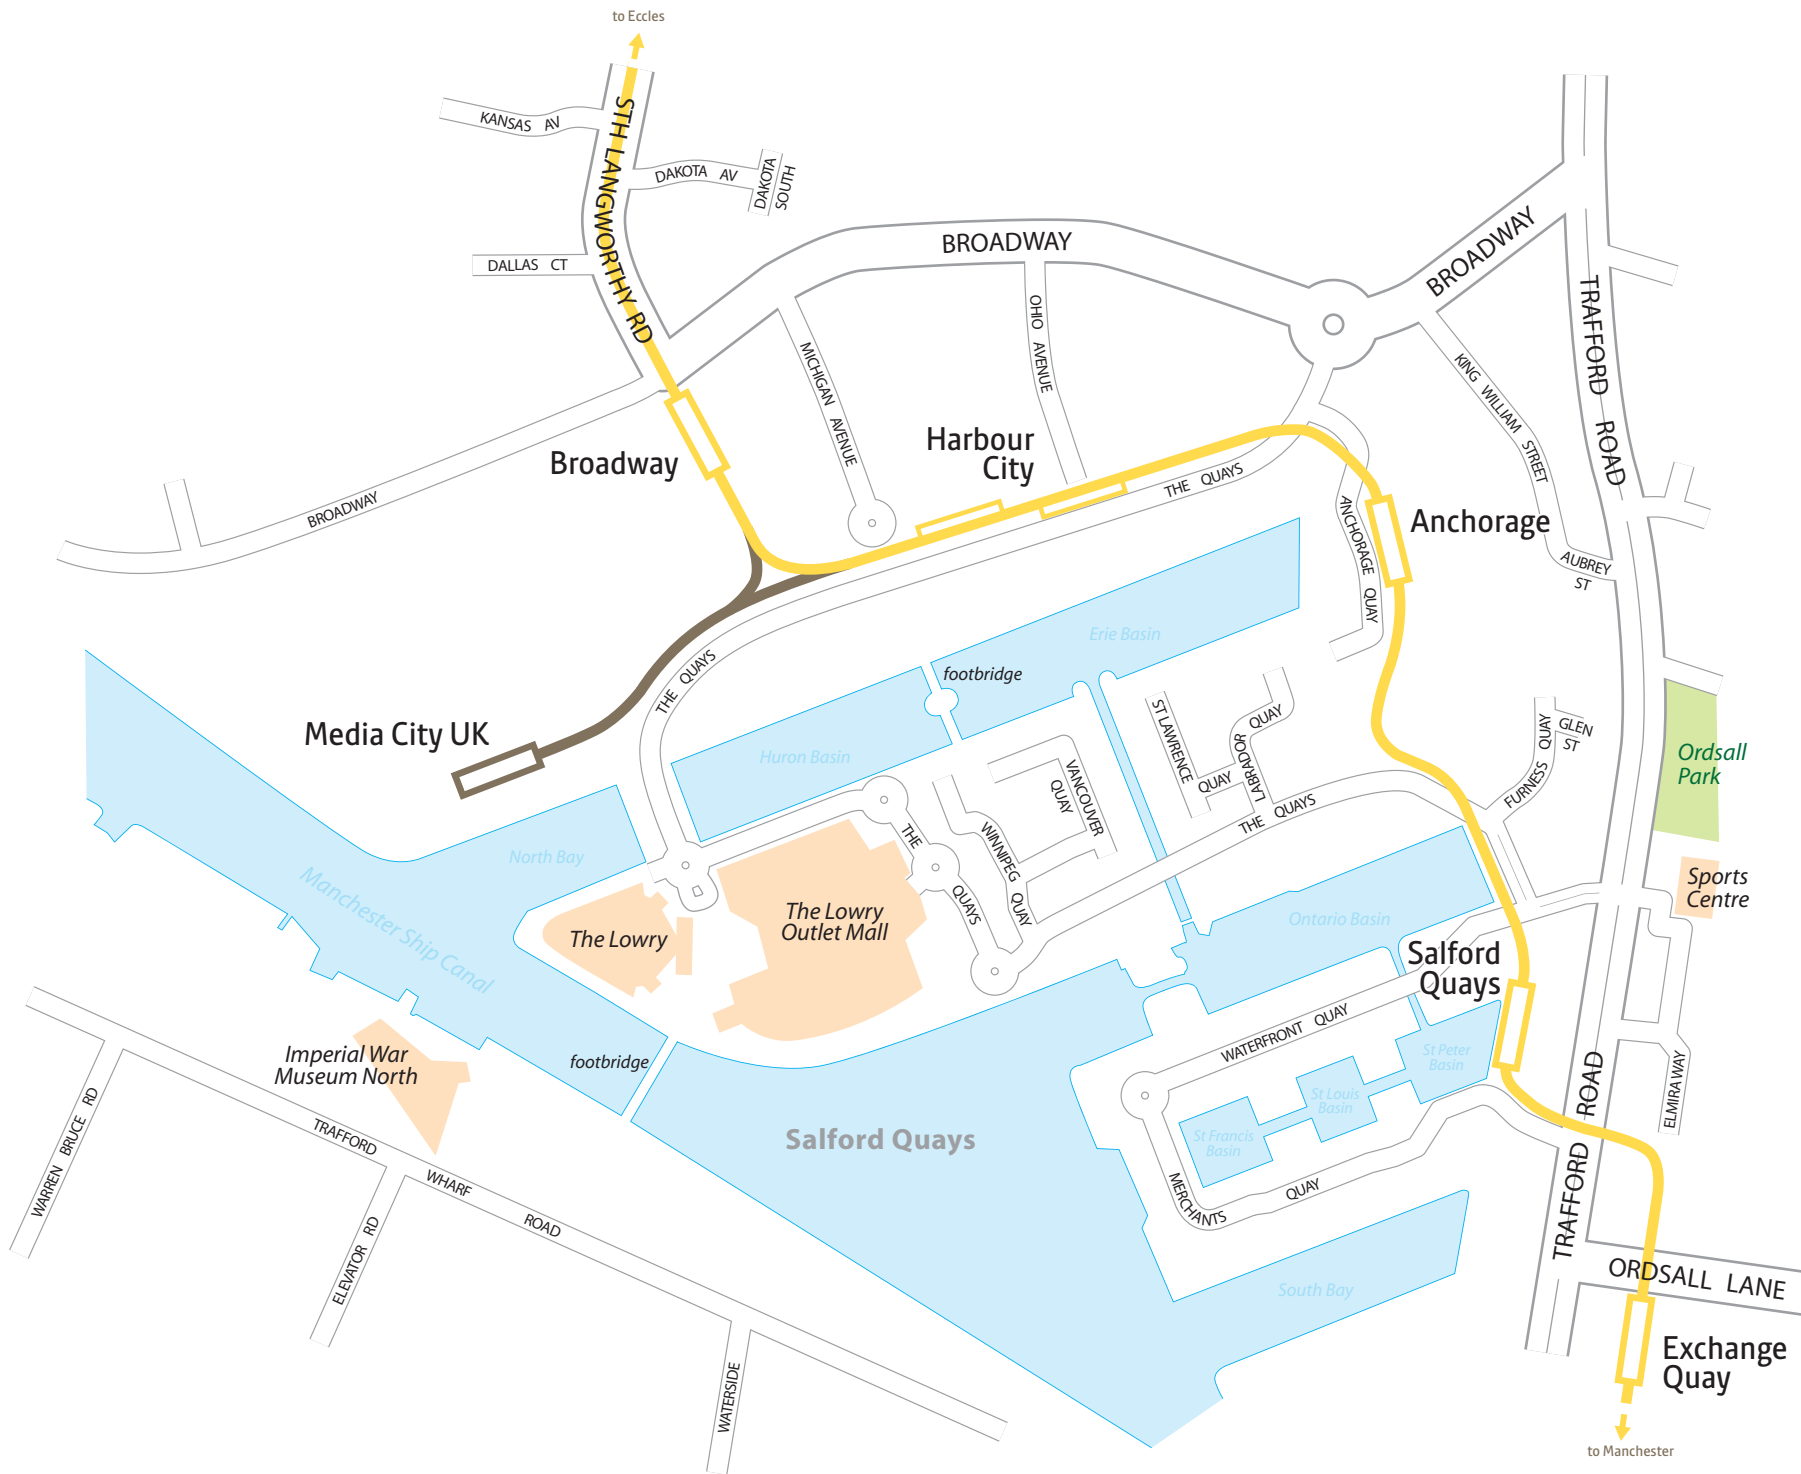 to Eccles
KANSAS AV
STH LANGWORTHY RD
DAKOTA AV
DAKOTA
SOUTH
DALLAS CT
BROADWAY
BROADWAY
TRAFFORD ROAD
OHIO AVENUE
MICHIGAN AVENUE
KING WILLIAM STREET
Harbour
City
Broadway
BROADWAY
THE QUAYS
ANCHORAGE QUAY
Anchorage
AUBREY
ST
Erie Basin
footbridge
THE QUAYS
Media City UK
Huron Basin
ST LAWRENCE
QUAY
LABRADOR QUAY
VANCOUVER
QUAY
FURNESS QUAY
GLEN
ST
Ordsall
Park
THE QUAYS
THE
QUAYS
WINNIPEG QUAY
North Bay
Manchester Ship Canal
The Lowry
The Lowry
Outlet Mall
Ontario Basin
Sports
Centre
Salford
Quays
WATERFRONT QUAY
Imperial War
Museum North
footbridge
St Peter
Basin
St Louis
Basin
St Francis
Basin
TRAFFORD ROAD
ELMIRA WAY
WARREN BRUCE RD
TRAFFORD
WHARF
ROAD
Salford Quays
MERCHANTS
QUAY
ELEVATOR RD
South Bay
ORDSALL LANE
WATERSIDE
Exchange
Quay
to Manchester